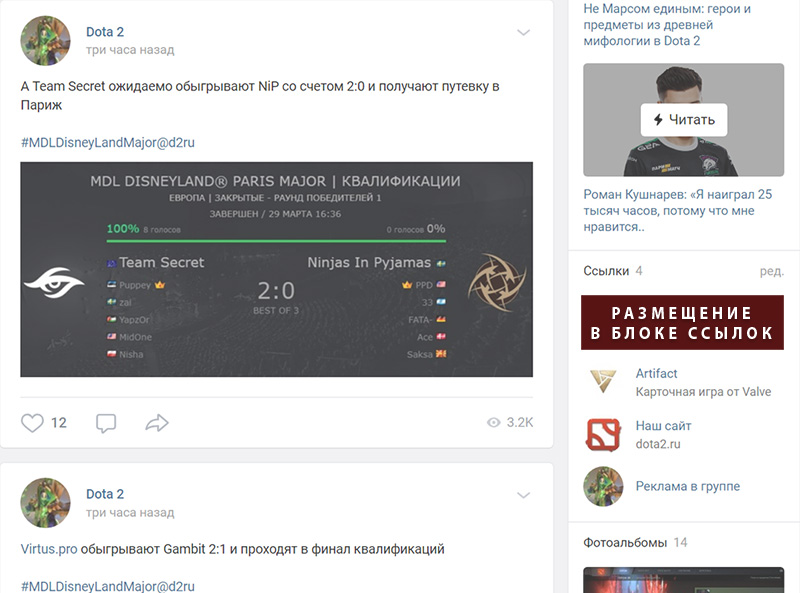 Dota 2
три часа назад
А Team Secret ожидаемо обыгрывают NiP со счетом 2:0 и получают путевку в
Париж
#MDLDisneyLandMajor@d2ru
MDL DISNEYLAND® PARIS MAJOR | КВАЛИФИКАЦИИ
ЕВРОПА | ЗАКРЫТЫЕ - РАУНД ПОБЕДИТЕЛЕЙ 1
ЗАВЕРШЕН / 29 МАРТА 16:36
100% 8 голосов 0 голосов 0%
Team Secret Ninjas In Pyjamas
2:0
BEST OF 3
Puppey PPD
zai 33
YapzOr FATA-
MidOne Ace
Nisha Saksa
12 3.2K
Dota 2
три часа назад
Virtus.pro обыгрывают Gambit 2:1 и проходят в финал квалификаций
#MDLDisneyLandMajor@d2ru
Не Марсом единым: герои и
предметы из древней
мифологии в Dota 2
Читать
Роман Кушнарев: «Я наиграл 25
тысяч часов, потому что мне
нравится..
Ссылки 4 ред.
РАЗМЕЩЕНИЕ
В БЛОКЕ ССЫЛОК
Artifact
Карточная игра от Valve
Наш сайт
dota2.ru
Реклама в группе
Фотоальбомы 14